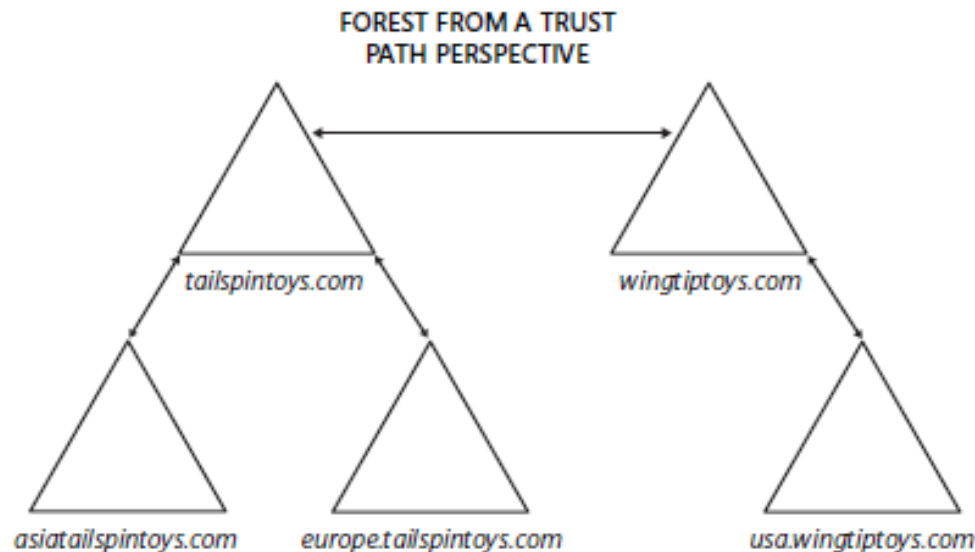 FOREST FROM A TRUST
PATH PERSPECTIVE
tailspintoys.com
wingtiptoys.com
asiatailspintoys.com
europe.tailspintoys.com
usa.wingtiptoys.com